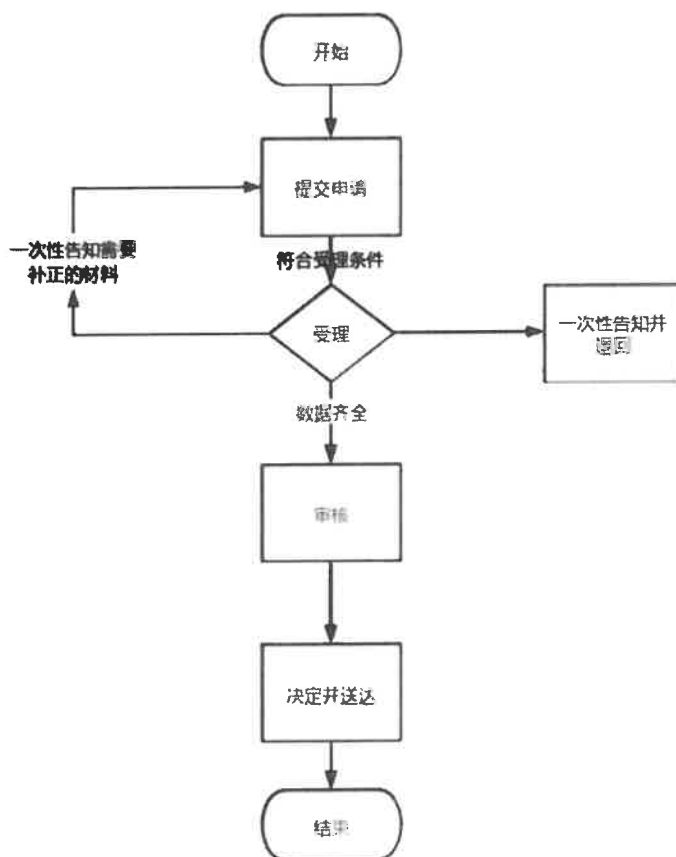 开始
提交申请
一次性告知需要
补正的材料
符合受理条件
受理
一次性告知并
退回
数据齐全
审核
决定并送达
结束